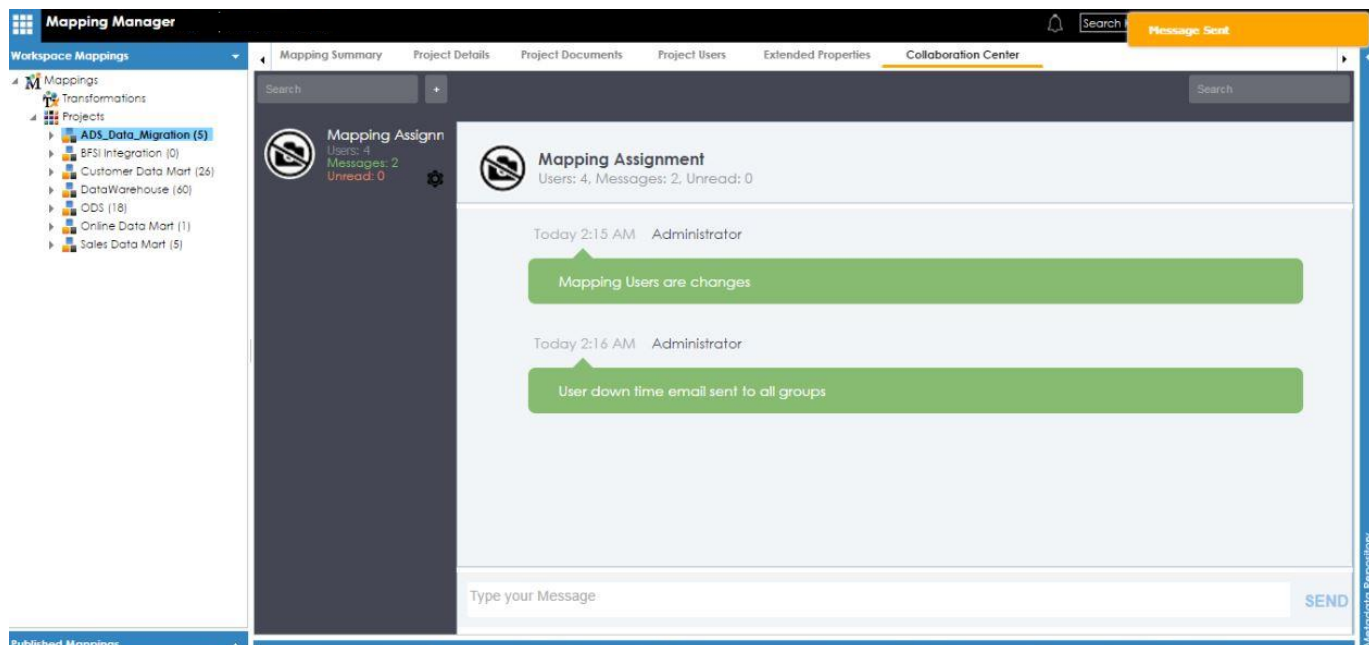 Mapping Manager
Search
Message Sent
Workspace Mappings
Mapping Summary
Project Details
Project Documents
Project Users
Extended Properties
Collaboration Center
Mappings
Transformations
Projects
ADS_Data_Migration (5)
BFSI Integration (0)
Customer Data Mart (26)
DataWarehouse (60)
ODS (18)
Online Data Mart (1)
Sales Data Mart (5)
Search
+
Search
Mapping Assignm
Users: 4
Messages: 2
Unread: 0
Mapping Assignment
Users: 4, Messages: 2, Unread: 0
Today 2:15 AM Administrator
Mapping Users are changes
Today 2:16 AM Administrator
User down time email sent to all groups
Type your Message
SEND
Metadata Repository
Published Mappings